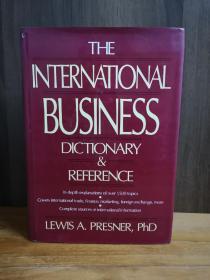 THE
INTERNATIONAL
BUSINESS
DICTIONARY
&
REFERENCE
In-depth explanations of over 1,500 topics
Covers international trade, finance, marketing, foreign exchange, more
Complete sources of international information
LEWIS A. PRESNER, PHD